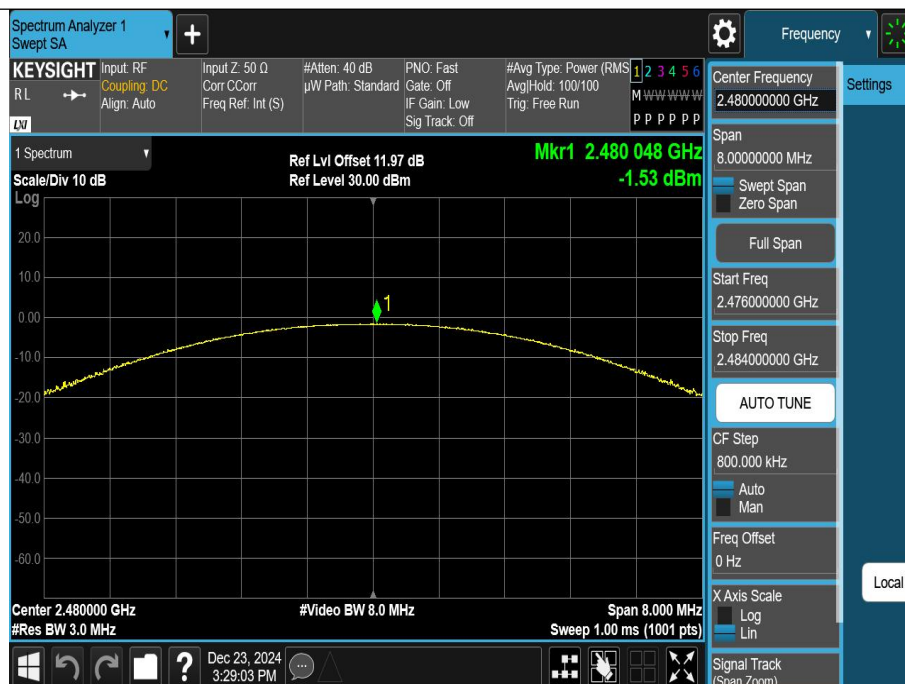 Spectrum Analyzer 1
Swept SA
Frequency
KEYSIGHT
RL
LXI
Input: RF
Coupling: DC
Align: Auto
Input Z: 50 Ω
Corr CCorr
Freq Ref: Int (S)
#Atten: 40 dB
µW Path: Standard
PNO: Fast
Gate: Off
IF Gain: Low
Sig Track: Off
#Avg Type: Power (RMS
Avg|Hold: 100/100
Trig: Free Run
1 2 3 4 5 6
M W W W W W
P P P P P P
Center Frequency
2.480000000 GHz
Settings
Span
8.00000000 MHz
Swept Span
Zero Span
Full Span
Start Freq
2.476000000 GHz
Stop Freq
2.484000000 GHz
AUTO TUNE
CF Step
800.000 kHz
Auto
Man
Freq Offset
0 Hz
X Axis Scale
Log
Lin
Signal Track
(Span Zoom)
Local
1 Spectrum
Scale/Div 10 dB
Log
Ref Lvl Offset 11.97 dB
Ref Level 30.00 dBm
Mkr1 2.480 048 GHz
-1.53 dBm
20.0
10.0
0.00
-10.0
-20.0
-30.0
-40.0
-50.0
-60.0
1
Center 2.480000 GHz
#Res BW 3.0 MHz
#Video BW 8.0 MHz
Span 8.000 MHz
Sweep 1.00 ms (1001 pts)
?
Dec 23, 2024
3:29:03 PM